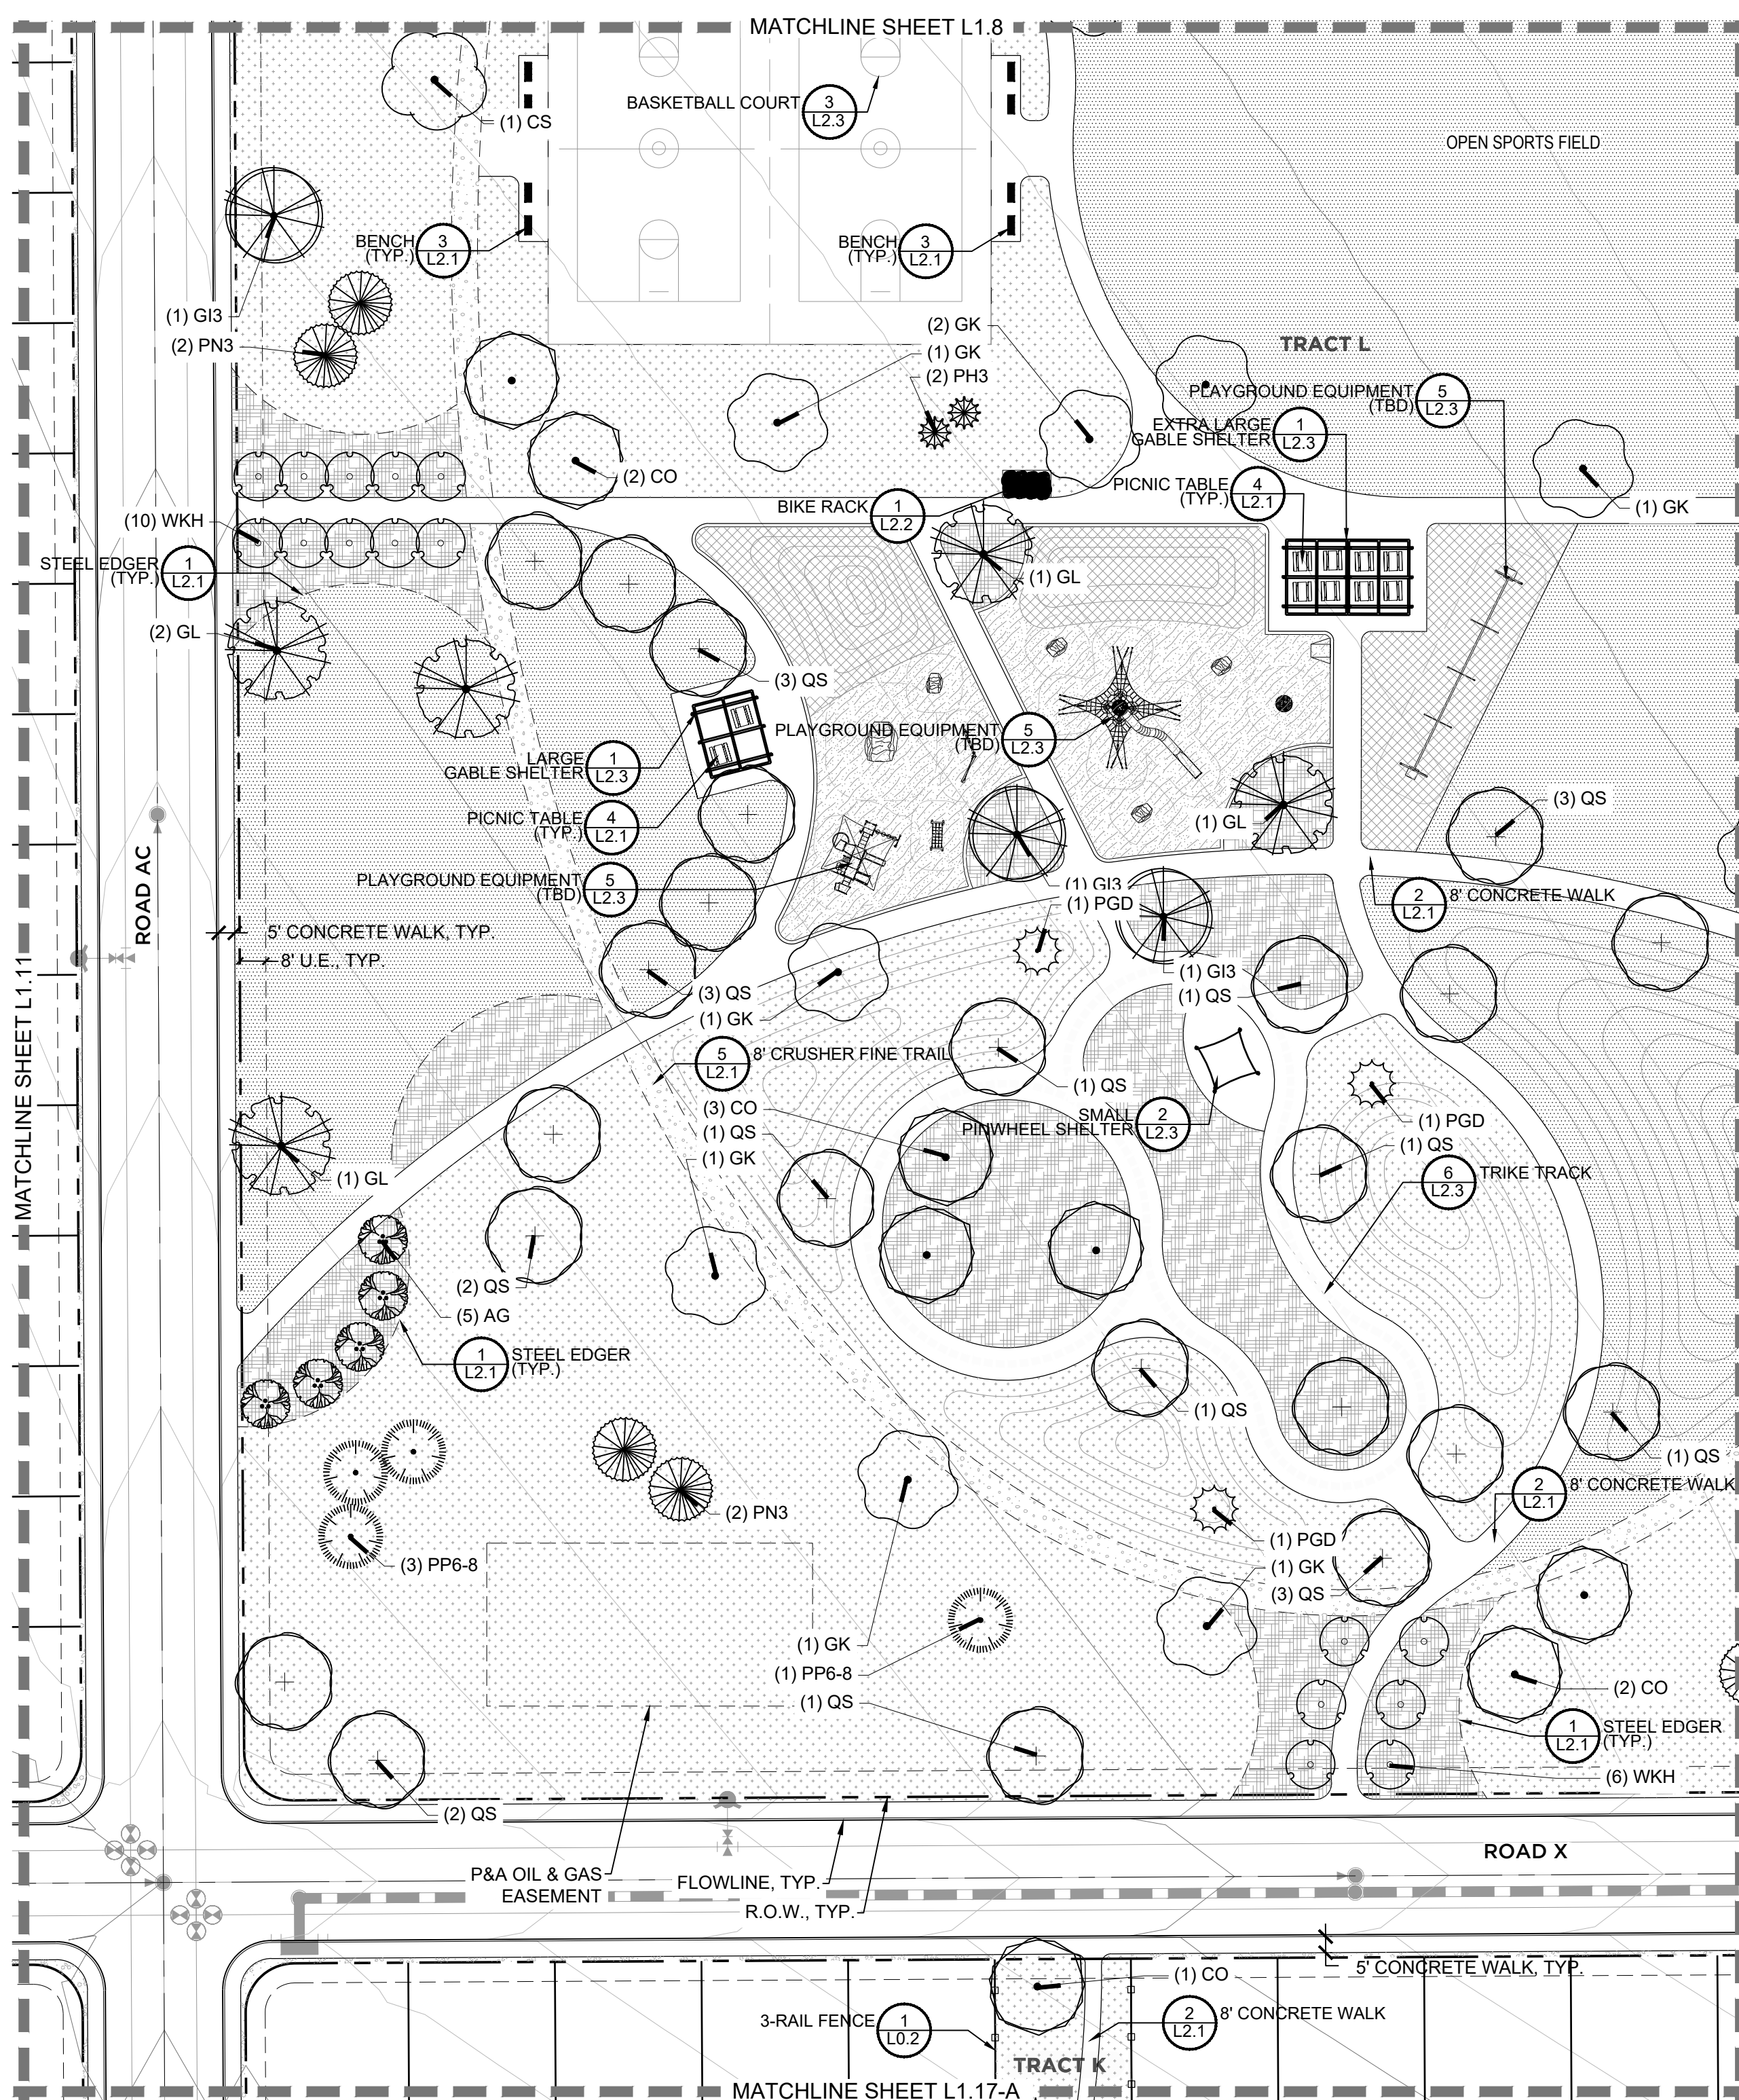 MATCHLINE SHEET L1.8
BASKETBALL COURT
3
L2.3
(1) CS
OPEN SPORTS FIELD
BENCH
(TYP.)
3
L2.1
BENCH
(TYP.)
3
L2.1
(1) GI3
(2) PN3
(2) GK
(1) GK
(2) PH3
TRACT L
PLAYGROUND EQUIPMENT
(TBD)
5
L2.3
EXTRA LARGE
GABLE SHELTER
1
L2.3
(2) CO
PICNIC TABLE
(TYP.)
4
L2.1
BIKE RACK
1
L2.2
(1) GK
(10) WKH
STEEL EDGER
(TYP.)
1
L2.1
(1) GL
(2) GL
(3) QS
PLAYGROUND EQUIPMENT
(TBD)
5
L2.3
LARGE
GABLE SHELTER
1
L2.3
PICNIC TABLE
(TYP.)
4
L2.1
(3) QS
(1) GL
PLAYGROUND EQUIPMENT
(TBD)
5
L2.3
(1) GI3
(1) PGD
2
L2.1
8' CONCRETE WALK
ROAD AC
5' CONCRETE WALK, TYP.
8' U.E., TYP.
MATCHLINE SHEET L1.11
(1) GI3
(1) QS
(3) QS
(1) GK
5
L2.1
8' CRUSHER FINE TRAIL
(1) QS
(3) CO
(1) QS
(1) GK
SMALL
PINWHEEL SHELTER
2
L2.3
(1) PGD
(1) QS
6
L2.3
TRIKE TRACK
(1) GL
(2) QS
(5) AG
1
L2.1
STEEL EDGER
(TYP.)
(1) QS
(1) QS
2
L2.1
8' CONCRETE WALK
(2) PN3
(1) PGD
(1) GK
(3) QS
(3) PP6-8
(1) GK
(1) PP6-8
(1) QS
(2) CO
1
L2.1
STEEL EDGER
(TYP.)
(6) WKH
(2) QS
ROAD X
P&A OIL & GAS
EASEMENT
FLOWLINE, TYP.
R.O.W., TYP.
5' CONCRETE WALK, TYP.
(1) CO
3-RAIL FENCE
1
L0.2
2
L2.1
8' CONCRETE WALK
TRACT K
MATCHLINE SHEET L1.17-A